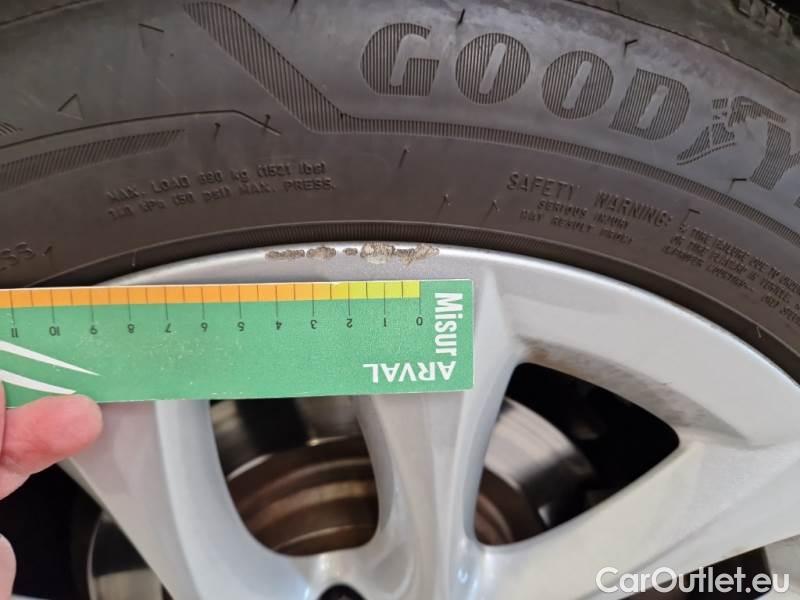 GOODY
MAX. LOAD 690 kg (1521 lbs)
340 kPa (50 psi) MAX. PRESS.
SAFETY WARNING:
SERIOUS INJURY
MAY RESULT FROM:
Misur
ARVAL
11 10 9 8 7 6 5 4 3 2 1 0
CarOutlet.eu